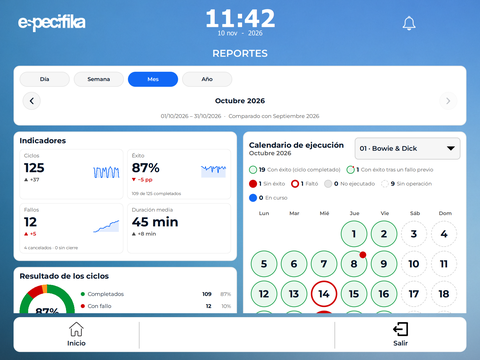 e·specifika
11:42
10 nov - 2026
REPORTES
Día Semana Mes Año
Octubre 2026
01/10/2026 – 31/10/2026 · Comparado con Septiembre 2026
Indicadores
Ciclos
125
▲ +37
Éxito
87%
▼ −5 pp
109 de 125 completados
Fallos
12
▲ +5
4 cancelados · 0 sin cierre
Duración media
45 min
▲ +8 min
Resultado de los ciclos
87%
Completados 109 87%
Con fallo 12 10%
Calendario de ejecución
Octubre 2026
01 · Bowie & Dick
19 Con éxito (ciclo completado)
1 Con éxito tras un fallo previo
1 Sin éxito
1 Faltó
0 No ejecutado
9 Sin operación
0 En curso
Lun Mar Mié Jue Vie Sáb Dom
1 2 3 4
5 6 7 8 9 10 11
12 13 14 15 16 17 18
Inicio
Salir